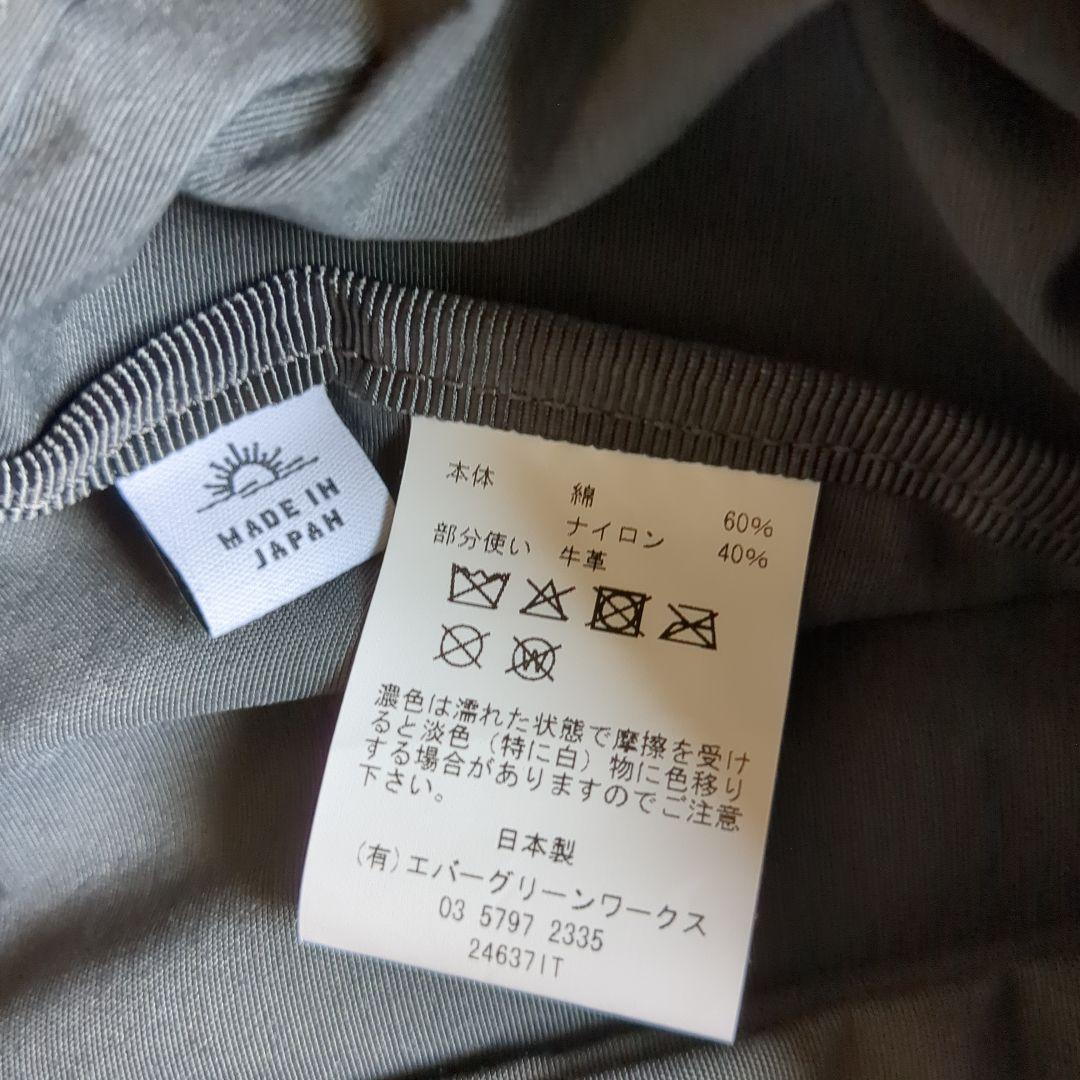 MADE IN
JAPAN
本体 綿 60%
ナイロン 40%
部分使い 牛革
W
濃色は濡れた状態で摩擦を受け
ると淡色（特に白）物に色移り
する場合がありますのでご注意
下さい。
日本製
(有)エバーグリーンワークス
03 5797 2335
24637IT